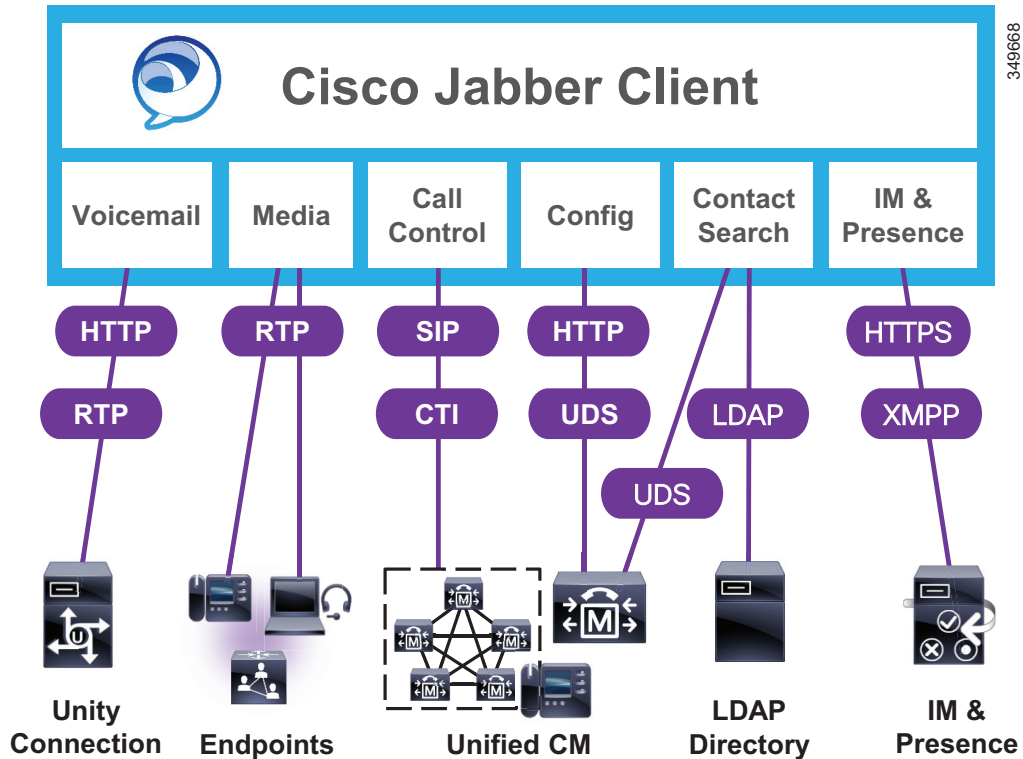 349668
Cisco Jabber Client
Voicemail
Media
Call
Control
Config
Contact
Search
IM &
Presence
HTTP
RTP
SIP
HTTP
HTTPS
RTP
CTI
UDS
LDAP
XMPP
UDS
U
M
M
M
M
M
M
Unity
Connection
Endpoints
Unified CM
LDAP
Directory
IM &
Presence